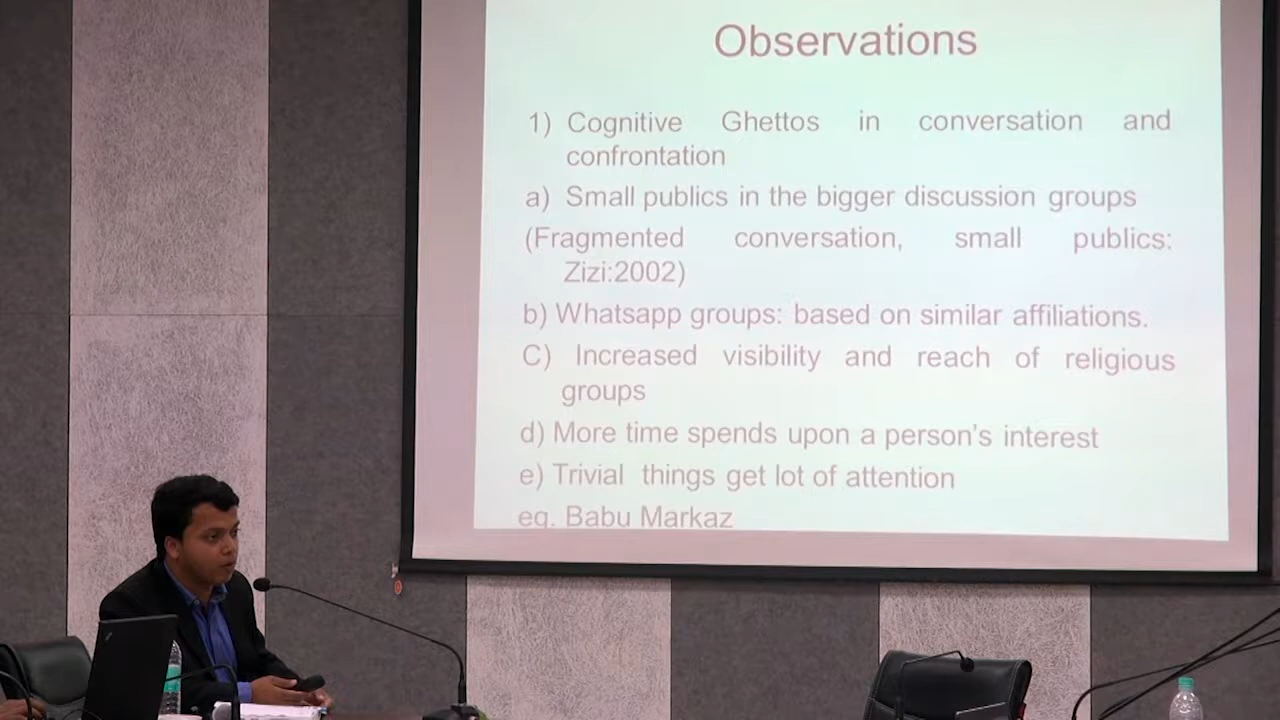 Observations
1) Cognitive Ghettos in conversation and
confrontation
a) Small publics in the bigger discussion groups
(Fragmented conversation, small publics:
Zizi:2002)
b) Whatsapp groups: based on similar affiliations.
C) Increased visibility and reach of religious
groups
d) More time spends upon a person's interest
e) Trivial things get lot of attention
eg. Babu Markaz